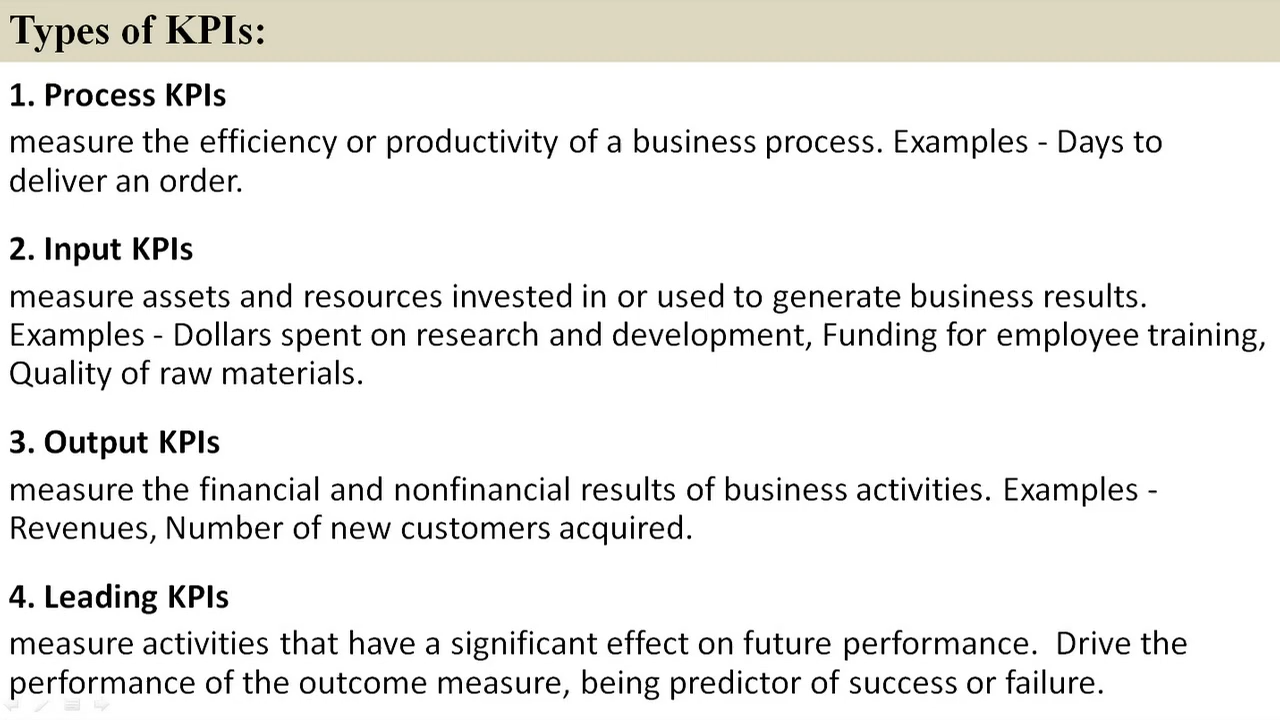 Types of KPIs:
1. Process KPIs
measure the efficiency or productivity of a business process. Examples - Days to
deliver an order.
2. Input KPIs
measure assets and resources invested in or used to generate business results.
Examples - Dollars spent on research and development, Funding for employee training,
Quality of raw materials.
3. Output KPIs
measure the financial and nonfinancial results of business activities. Examples -
Revenues, Number of new customers acquired.
4. Leading KPIs
measure activities that have a significant effect on future performance.  Drive the
performance of the outcome measure, being predictor of success or failure.